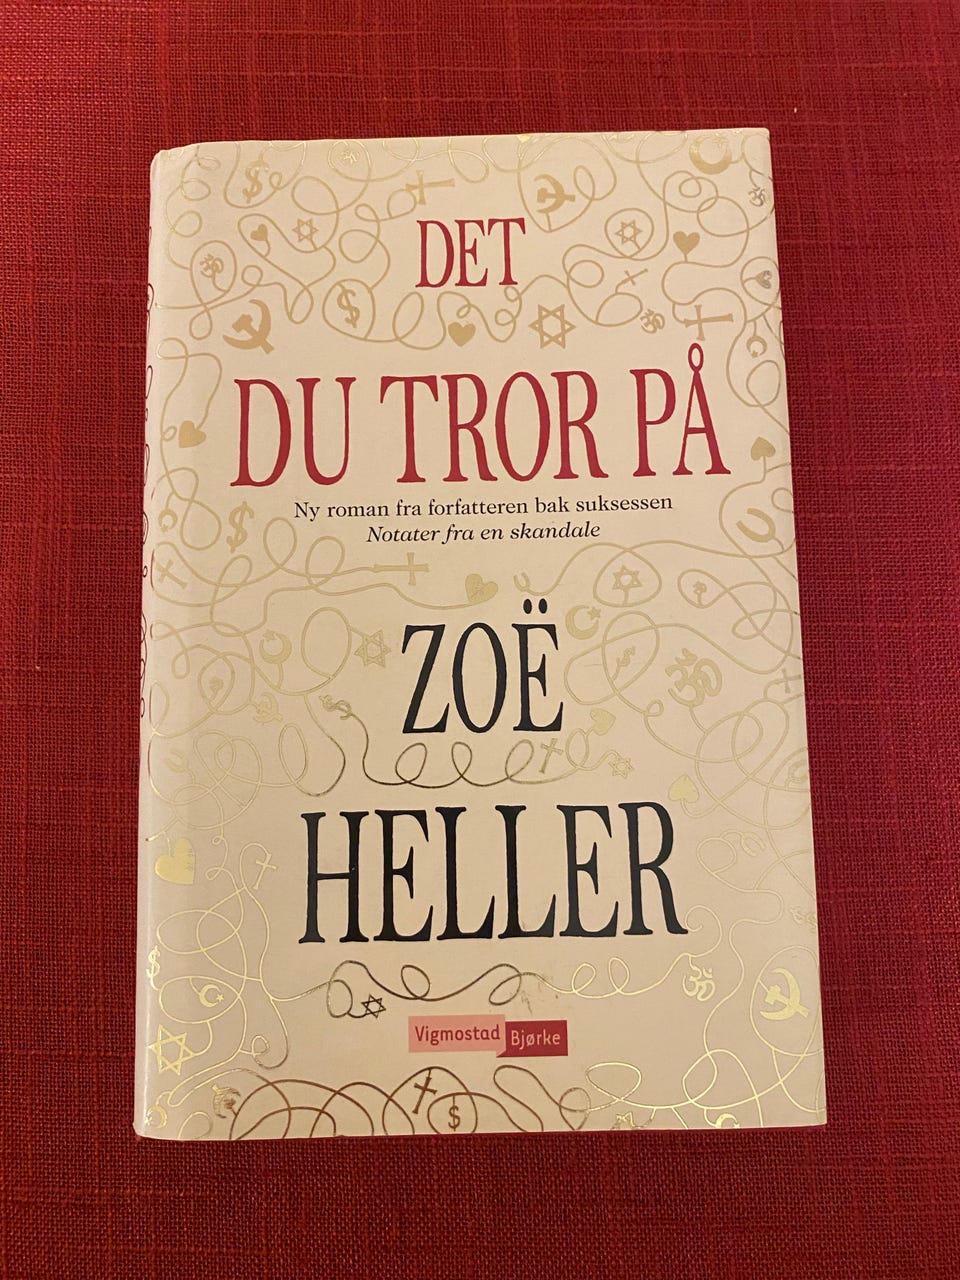 DET
DU TROR PÅ
Ny roman fra forfatteren bak suksessen
Notater fra en skandale
ZOË
HELLER
Vigmostad Bjørke